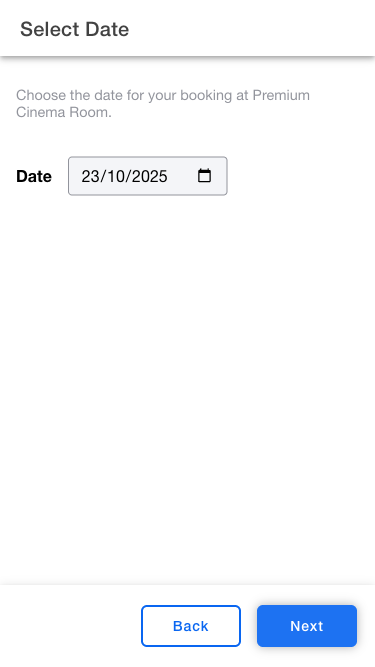 Select Date
Choose the date for your booking at Premium
Cinema Room.
Date 23/10/2025
Back Next